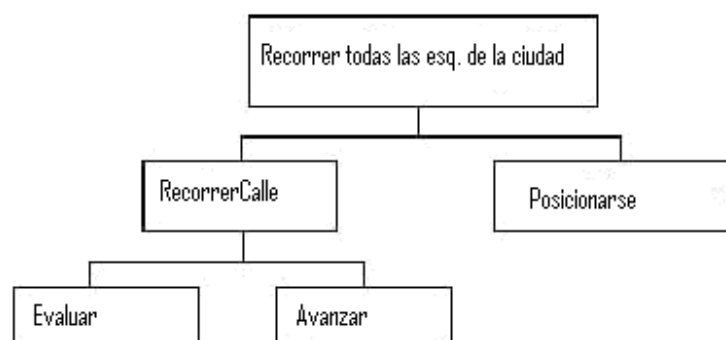 Recorrer todas las esq. de la ciudad
RecorrerCalle
Posicionarse
Evaluar
Avanzar